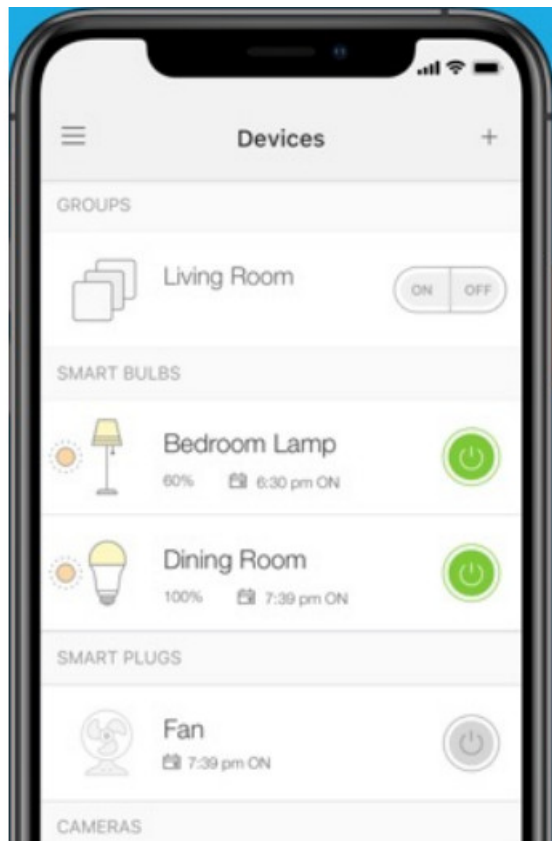 Devices
+
GROUPS
Living Room
ON OFF
SMART BULBS
Bedroom Lamp
60% 6:30 pm ON
Dining Room
100% 7:39 pm ON
SMART PLUGS
Fan
7:39 pm ON
CAMERAS